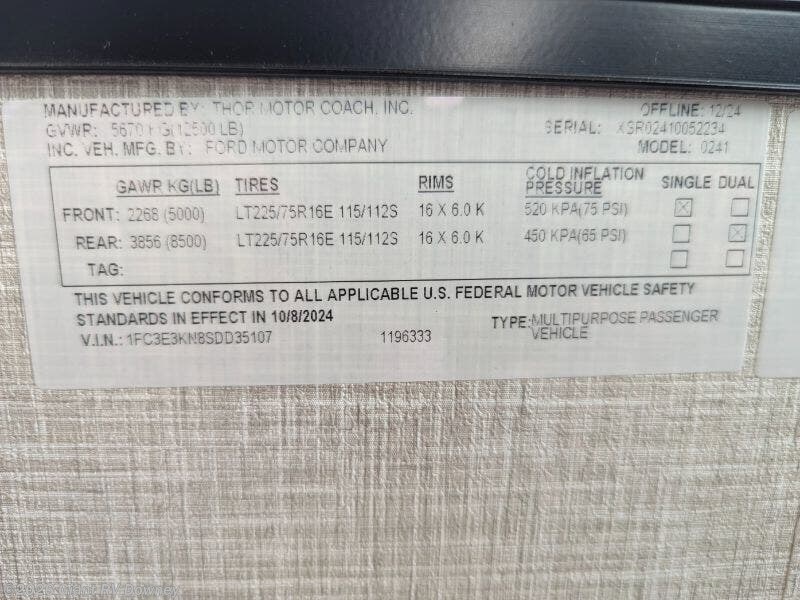 MANUFACTURED BY: THOR MOTOR COACH, INC. OFFLINE: 12/24
GVWR: 5670 KG(12500 LB) SERIAL: XSR02410052234
INC. VEH. MFG. BY: FORD MOTOR COMPANY MODEL: 0241
GAWR KG(LB) TIRES RIMS COLD INFLATION PRESSURE SINGLE DUAL
FRONT: 2268 (5000) LT225/75R16E 115/112S 16 X 6.0 K 520 KPA(75 PSI)
REAR: 3856 (8500) LT225/75R16E 115/112S 16 X 6.0 K 450 KPA(65 PSI)
TAG:
THIS VEHICLE CONFORMS TO ALL APPLICABLE U.S. FEDERAL MOTOR VEHICLE SAFETY
STANDARDS IN EFFECT IN 10/8/2024
V.I.N.: 1FC3E3KN8SDD35107 1196333 TYPE: MULTIPURPOSE PASSENGER
VEHICLE